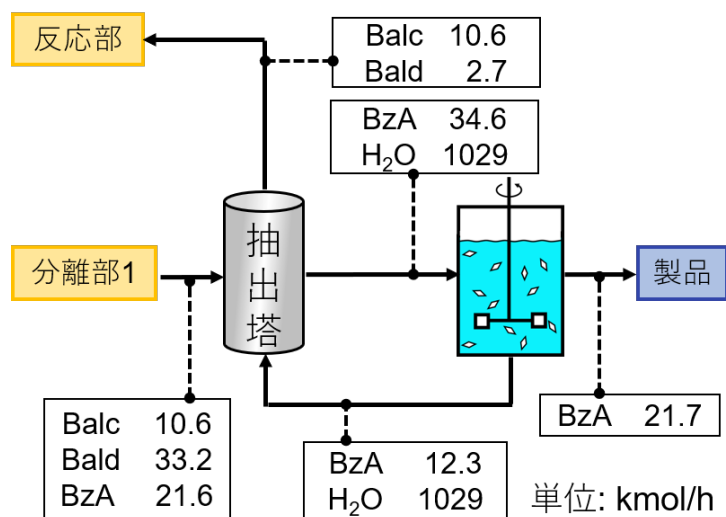 反応部
Balc 10.6
Bald 2.7
BzA 34.6
H₂O 1029
分離部1
抽出塔
製品
Balc 10.6
Bald 33.2
BzA 21.6
BzA 12.3
H₂O 1029
BzA 21.7
単位: kmol/h